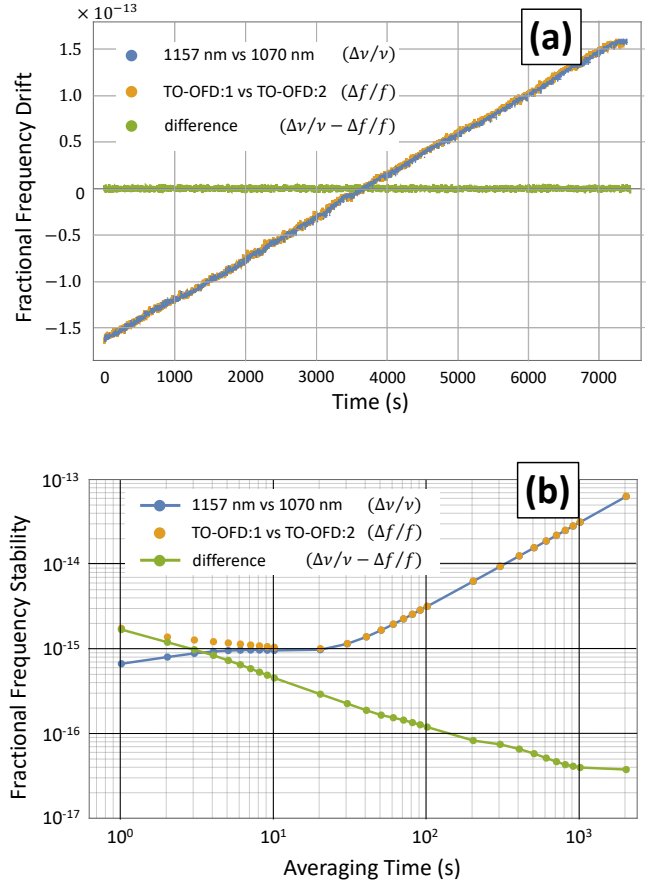 × 10⁻¹³
(a)
1157 nm vs 1070 nm (Δν/ν)
TO-OFD:1 vs TO-OFD:2 (Δf/f)
difference (Δν/ν − Δf/f)
Fractional Frequency Drift
1.5
1.0
0.5
0
−0.5
−1.0
−1.5
0 1000 2000 3000 4000 5000 6000 7000
Time (s)
(b)
1157 nm vs 1070 nm (Δν/ν)
TO-OFD:1 vs TO-OFD:2 (Δf/f)
difference (Δν/ν − Δf/f)
Fractional Frequency Stability
10⁻¹³
10⁻¹⁴
10⁻¹⁵
10⁻¹⁶
10⁻¹⁷
10⁰ 10¹ 10² 10³
Averaging Time (s)